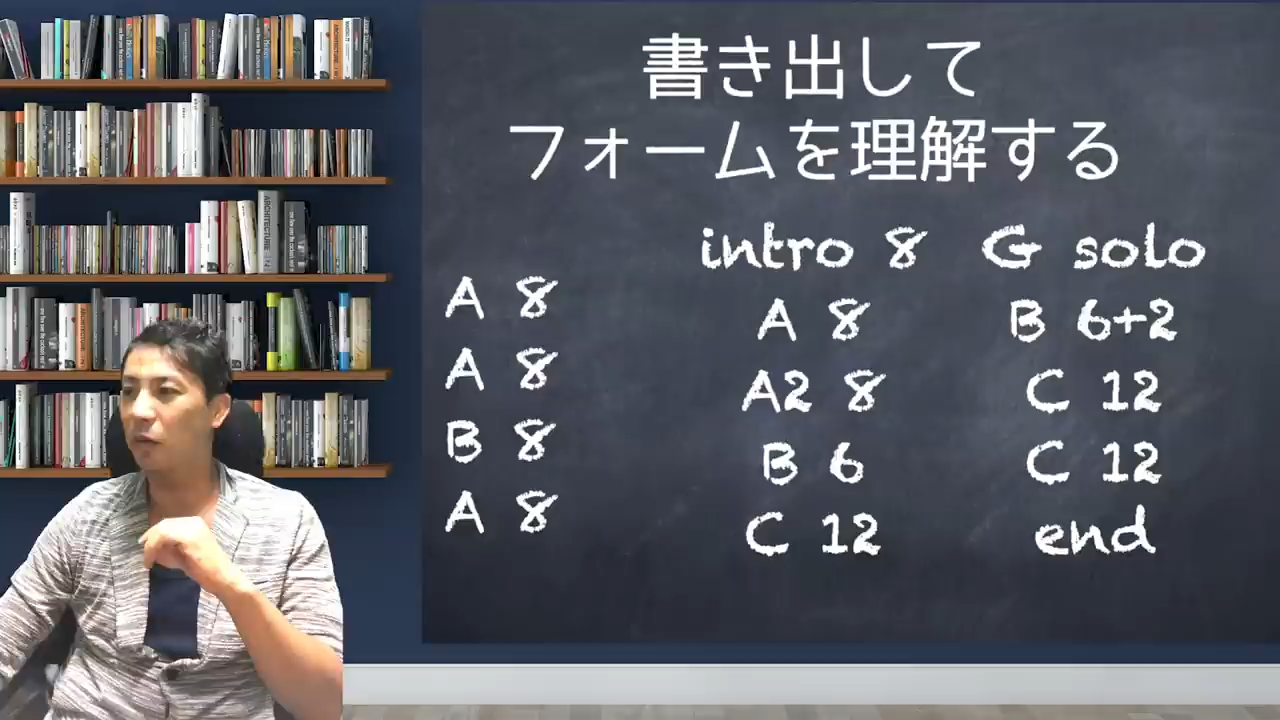 書き出して
フォームを理解する
A 8
A 8
B 8
A 8
intro 8
A 8
A2 8
B 6
C 12
G solo
B 6+2
C 12
C 12
end
ARCHITECTURE